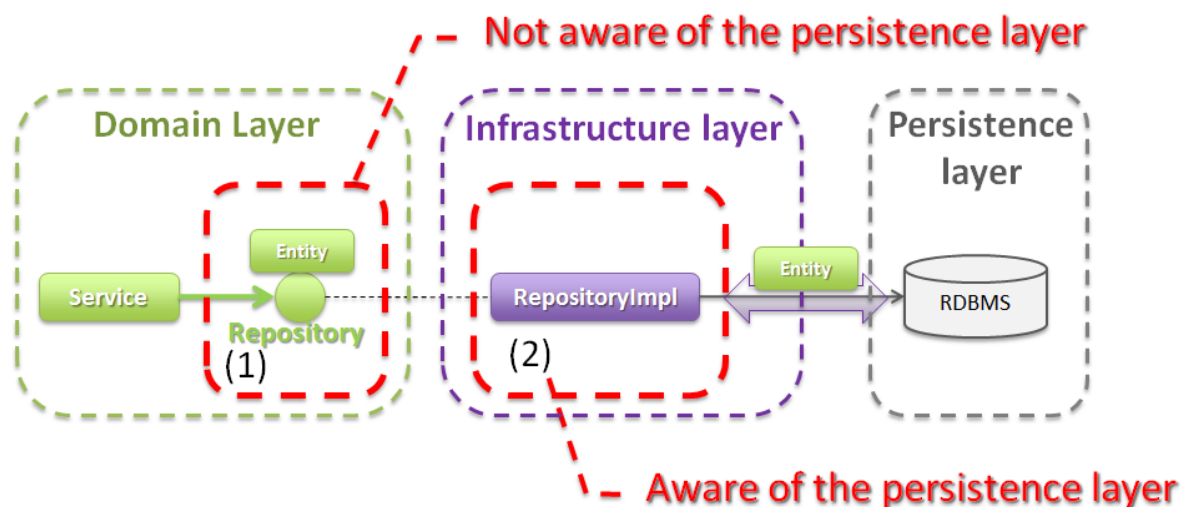 Not aware of the persistence layer
Domain Layer
Infrastructure layer
Persistence
layer
Entity
Service
Repository
(1)
RepositoryImpl
(2)
Entity
RDBMS
Aware of the persistence layer